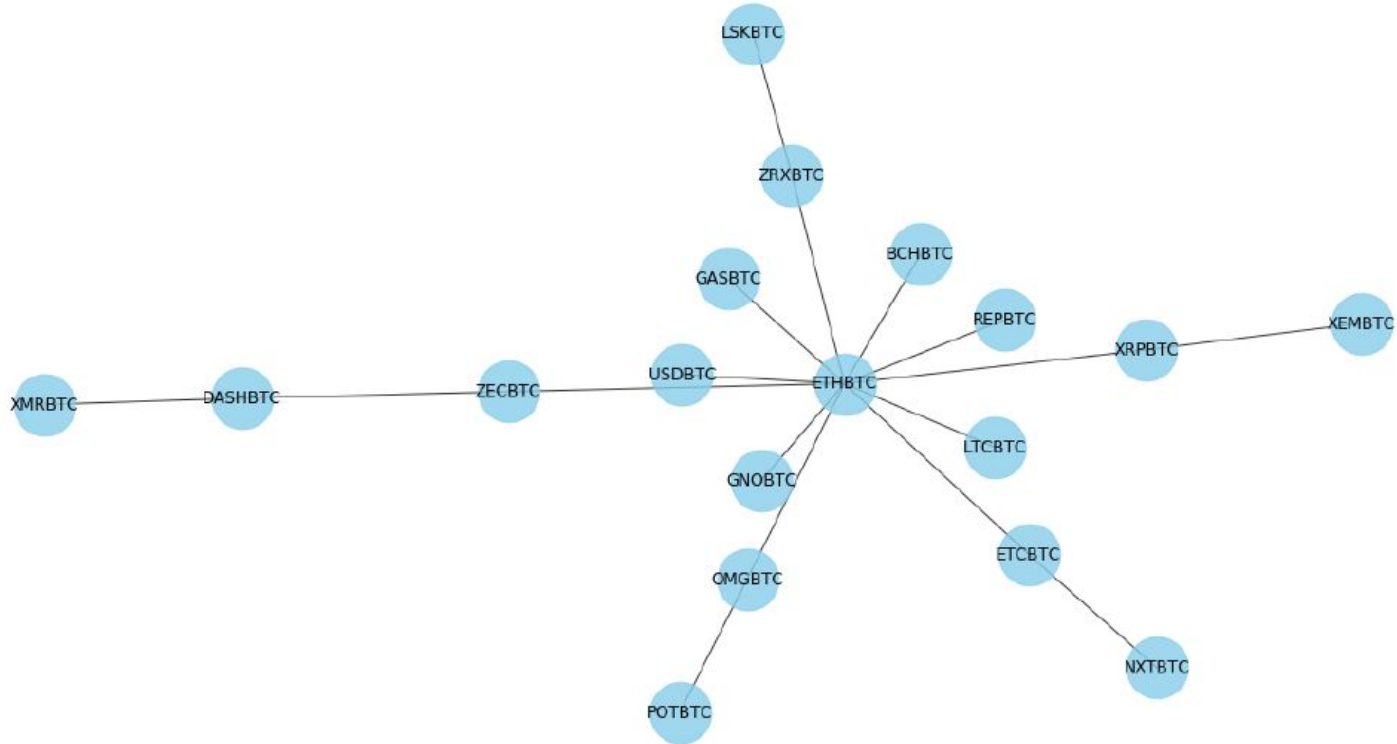 LSKBTC
ZRXBTC
BCHBTC
GASBTC
REPBTC
XEMBTC
XRPBTC
USDBTC
ETHBTC
ZECBTC
DASHBTC
XMRBTC
LTCBTC
GNOBTC
ETCBTC
OMGBTC
NXTBTC
POTBTC